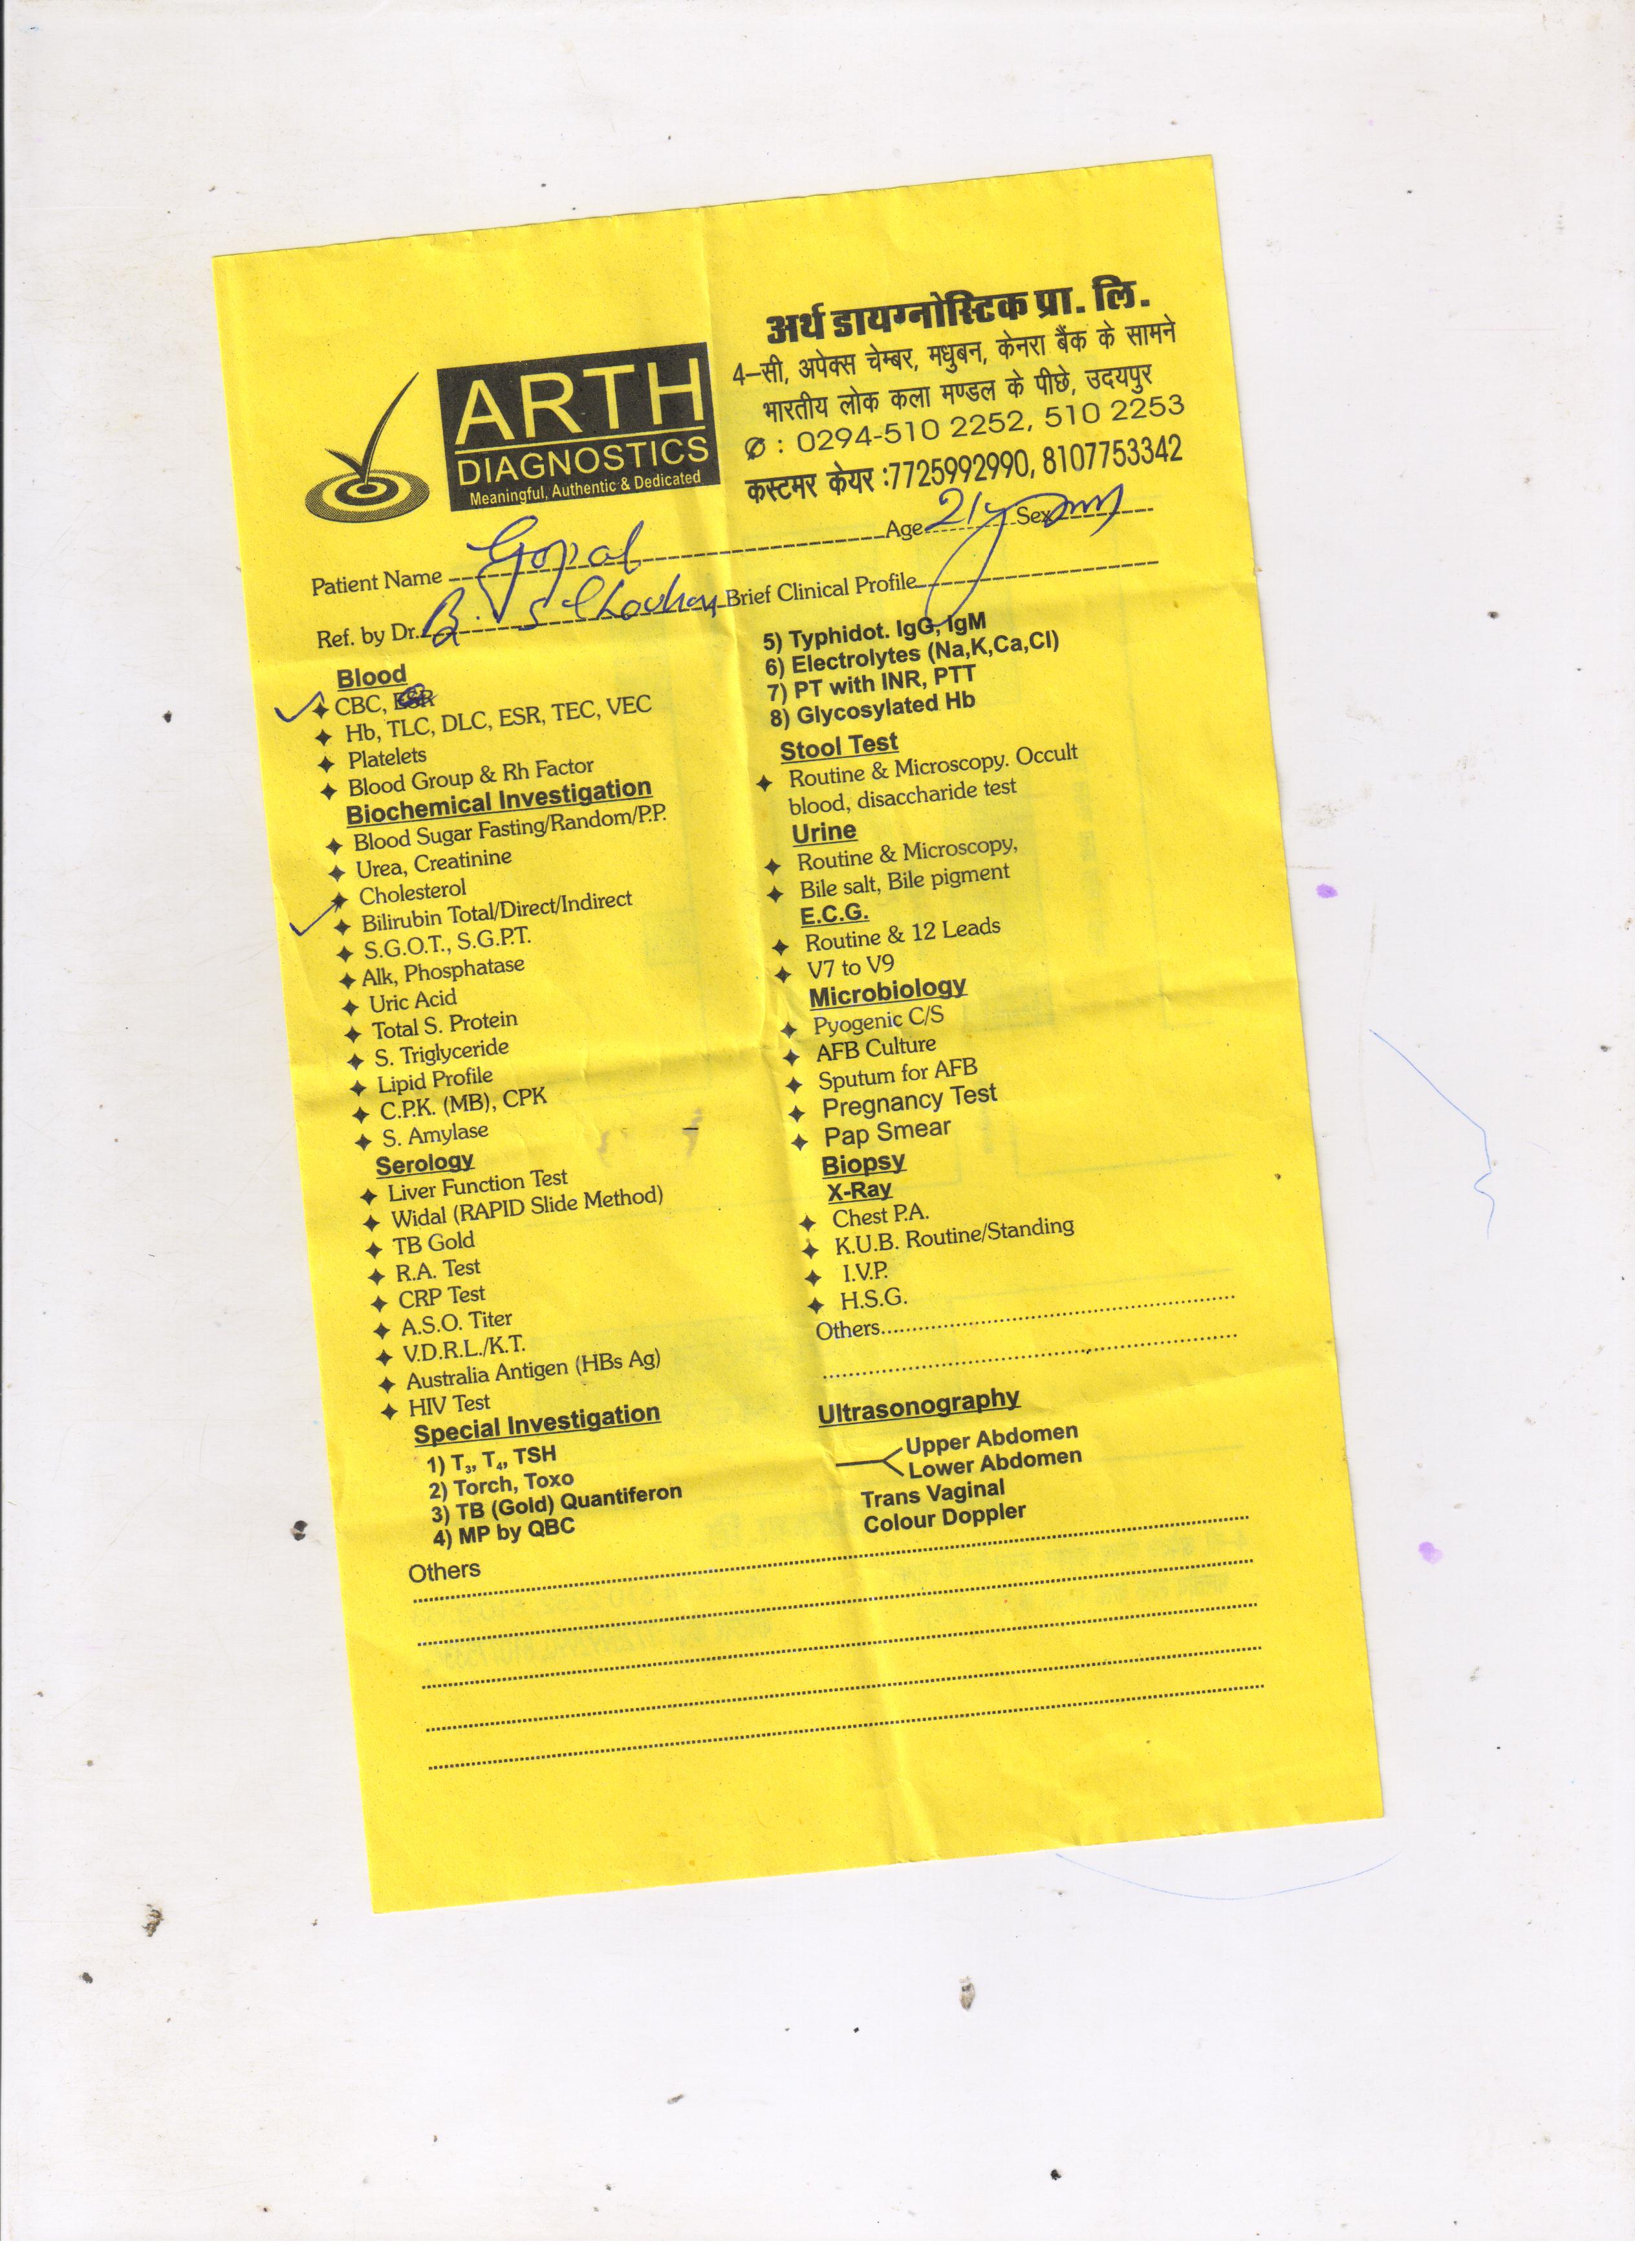 अर्थ डायग्नोस्टिक प्रा. लि.
4–सी, अपेक्स चेम्बर, मधुबन, केनरा बैंक के सामने
भारतीय लोक कला मण्डल के पीछे, उदयपुर
: 0294-510 2252, 510 2253
कस्टमर केयर :7725992990, 8107753342
ARTH
DIAGNOSTICS
Meaningful, Authentic & Dedicated
Patient Name Gopal Age 21y Sex
Ref. by Dr. B. S Chouhan Brief Clinical Profile
Blood
CBC, ESR
Hb, TLC, DLC, ESR, TEC, VEC
Platelets
Blood Group & Rh Factor
Biochemical Investigation
Blood Sugar Fasting/Random/P.P.
Urea, Creatinine
Cholesterol
Bilirubin Total/Direct/Indirect
S.G.O.T., S.G.P.T.
Alk, Phosphatase
Uric Acid
Total S. Protein
S. Triglyceride
Lipid Profile
C.P.K. (MB), CPK
S. Amylase
Serology
Liver Function Test
Widal (RAPID Slide Method)
TB Gold
R.A. Test
CRP Test
A.S.O. Titer
V.D.R.L./K.T.
Australia Antigen (HBs Ag)
HIV Test
Special Investigation
1) T3, T4, TSH
2) Torch, Toxo
3) TB (Gold) Quantiferon
4) MP by QBC
5) Typhidot. IgG, IgM
6) Electrolytes (Na,K,Ca,Cl)
7) PT with INR, PTT
8) Glycosylated Hb
Stool Test
Routine & Microscopy. Occult
blood, disaccharide test
Urine
Routine & Microscopy,
Bile salt, Bile pigment
E.C.G.
Routine & 12 Leads
V7 to V9
Microbiology
Pyogenic C/S
AFB Culture
Sputum for AFB
Pregnancy Test
Pap Smear
Biopsy
X-Ray
Chest P.A.
K.U.B. Routine/Standing
I.V.P.
H.S.G.
Others
Ultrasonography
Upper Abdomen
Lower Abdomen
Trans Vaginal
Colour Doppler
Others